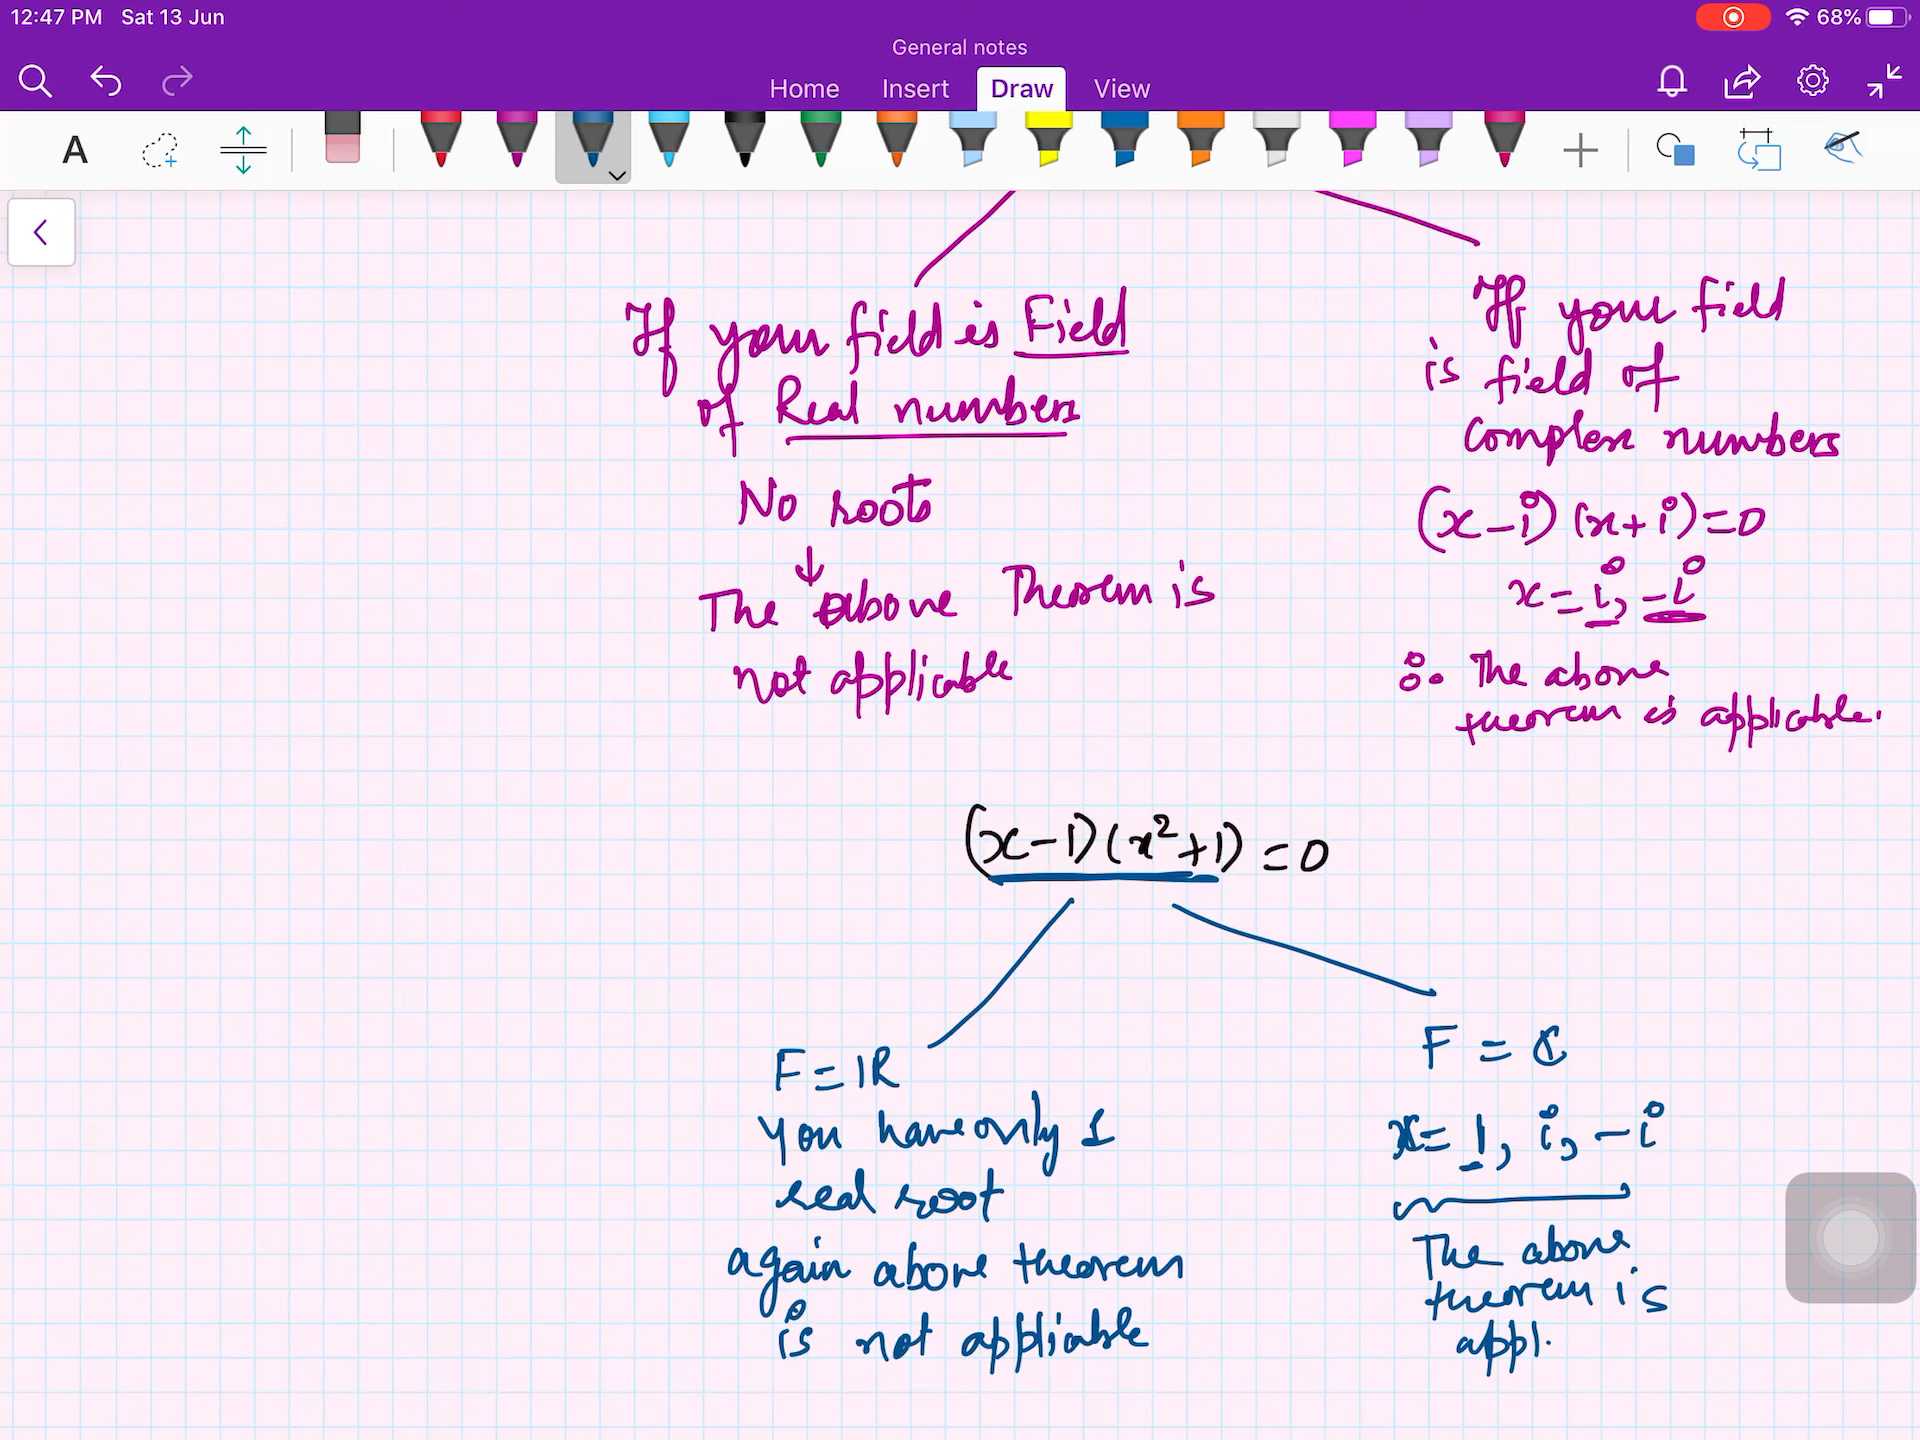 12:47 PM Sat 13 Jun
68%
General notes
Home Insert Draw View
A
If your field is Field
of Real numbers
No roots
↓
The above Theorem is
not applicable
If your field
is field of
complex numbers
(x-i)(x+i)=0
x=i, -i
∴ The above
theorem is applicable.
(x-1)(x²+1)=0
F=ℝ
you have only 1
real root
again above theorem
is not appliable
F = ℂ
x= 1, i, -i
The above
theorem is
appl.